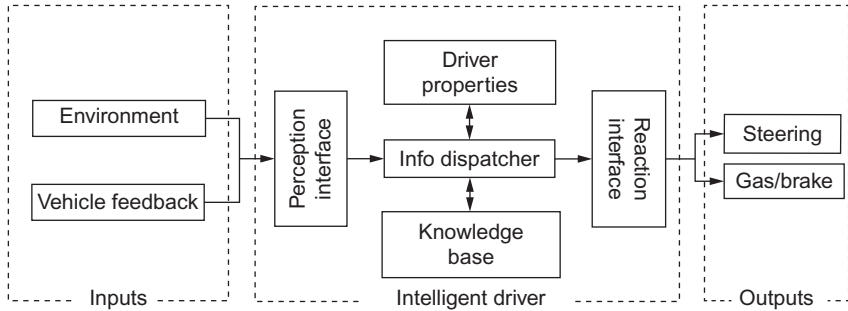 Environment
Vehicle feedback
Inputs
Perception
interface
Driver
properties
Info dispatcher
Knowledge
base
Reaction
interface
Intelligent driver
Steering
Gas/brake
Outputs